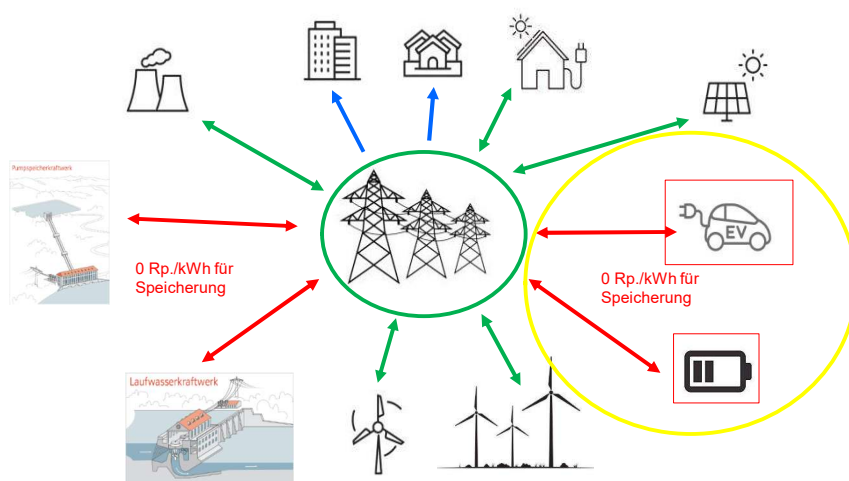 Pumpspeicherkraftwerk
EV
0 Rp./kWh für
Speicherung
0 Rp./kWh für
Speicherung
Laufwasserkraftwerk